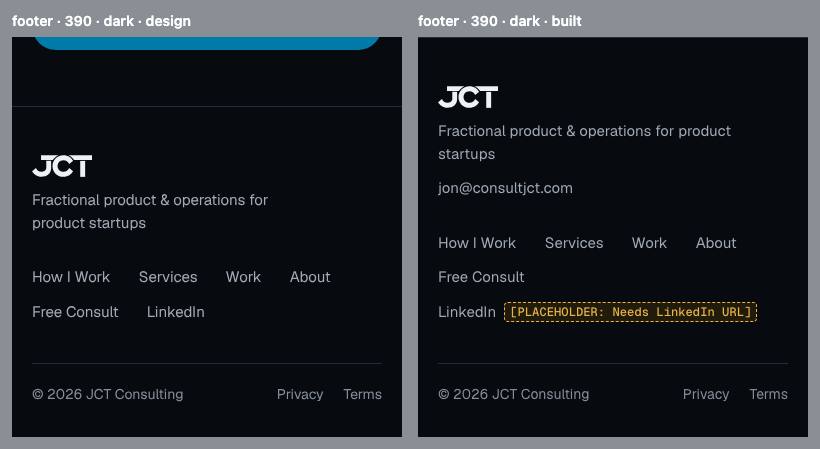 footer · 390 · dark · design
JCT
Fractional product & operations for
product startups
How I Work Services Work About
Free Consult LinkedIn
© 2026 JCT Consulting Privacy Terms
footer · 390 · dark · built
JCT
Fractional product & operations for product
startups
jon@consultjct.com
How I Work Services Work About
Free Consult
LinkedIn [PLACEHOLDER: Needs LinkedIn URL]
© 2026 JCT Consulting Privacy Terms